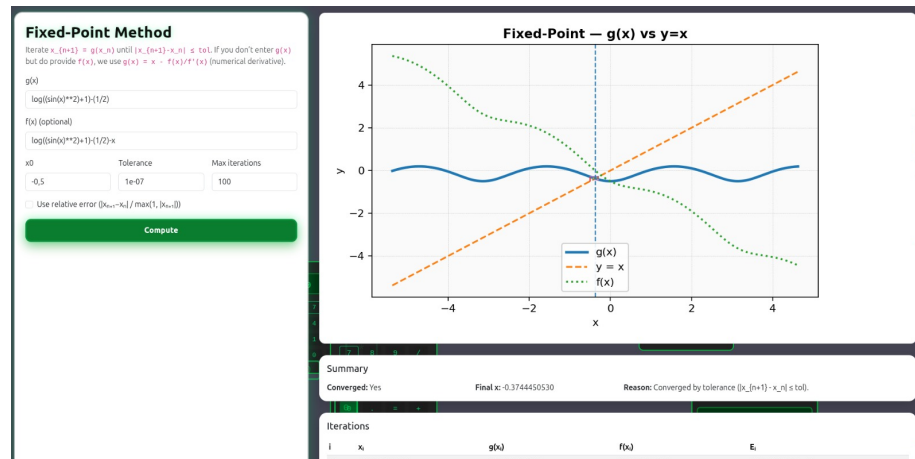 Fixed-Point Method
Iterate x_{n+1} = g(x_n) until |x_{n+1}-x_n| ≤ tol. If you don't enter g(x)
but do provide f(x), we use g(x) = x - f(x)/f'(x) (numerical derivative).
g(x)
log((sin(x)**2)+1)-(1/2)
f(x) (optional)
log((sin(x)**2)+1)-(1/2)-x
x0 Tolerance Max iterations
-0,5 1e-07 100
Use relative error (|xₙ₊₁−xₙ| / max(1, |xₙ₊₁|))
Compute
Fixed-Point — g(x) vs y=x
4
2
0
−2
−4
y
g(x)
y = x
f(x)
−4 −2 0 2 4
x
7 8 9 /
Summary
Converged: Yes Final x: -0.3744450530 Reason: Converged by tolerance (|x_{n+1} - x_n| ≤ tol).
Iterations
i xᵢ g(xᵢ) f(xᵢ) Eᵢ